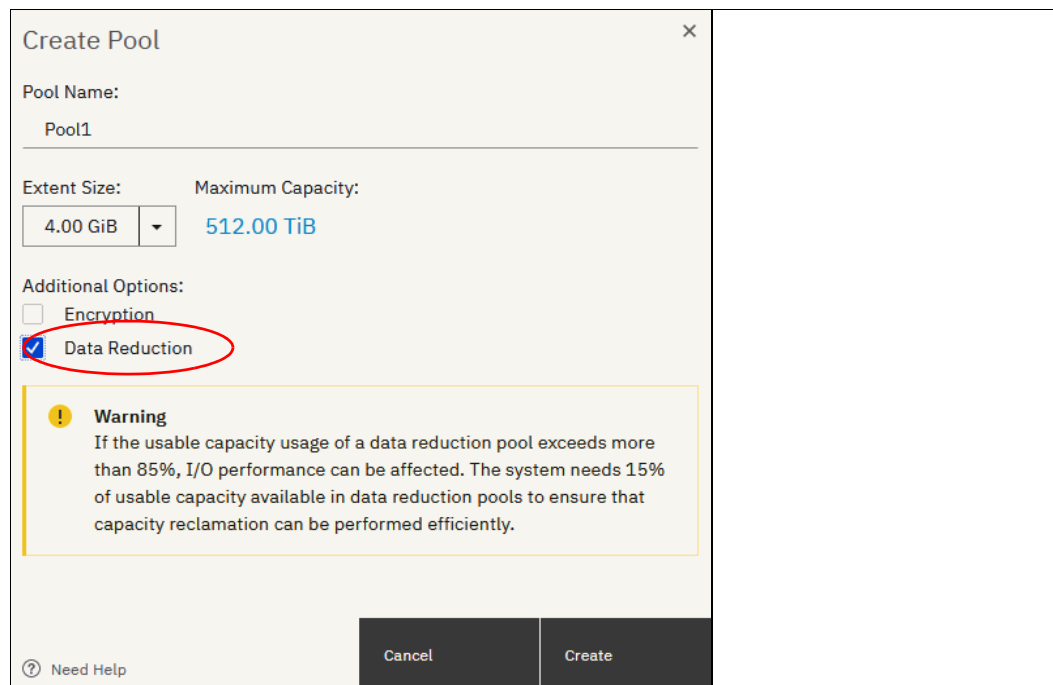 Create Pool
Pool Name:
Pool1
Extent Size: Maximum Capacity:
4.00 GiB 512.00 TiB
Additional Options:
Encryption
Data Reduction
Warning
If the usable capacity usage of a data reduction pool exceeds more
than 85%, I/O performance can be affected. The system needs 15%
of usable capacity available in data reduction pools to ensure that
capacity reclamation can be performed efficiently.
Cancel Create
Need Help